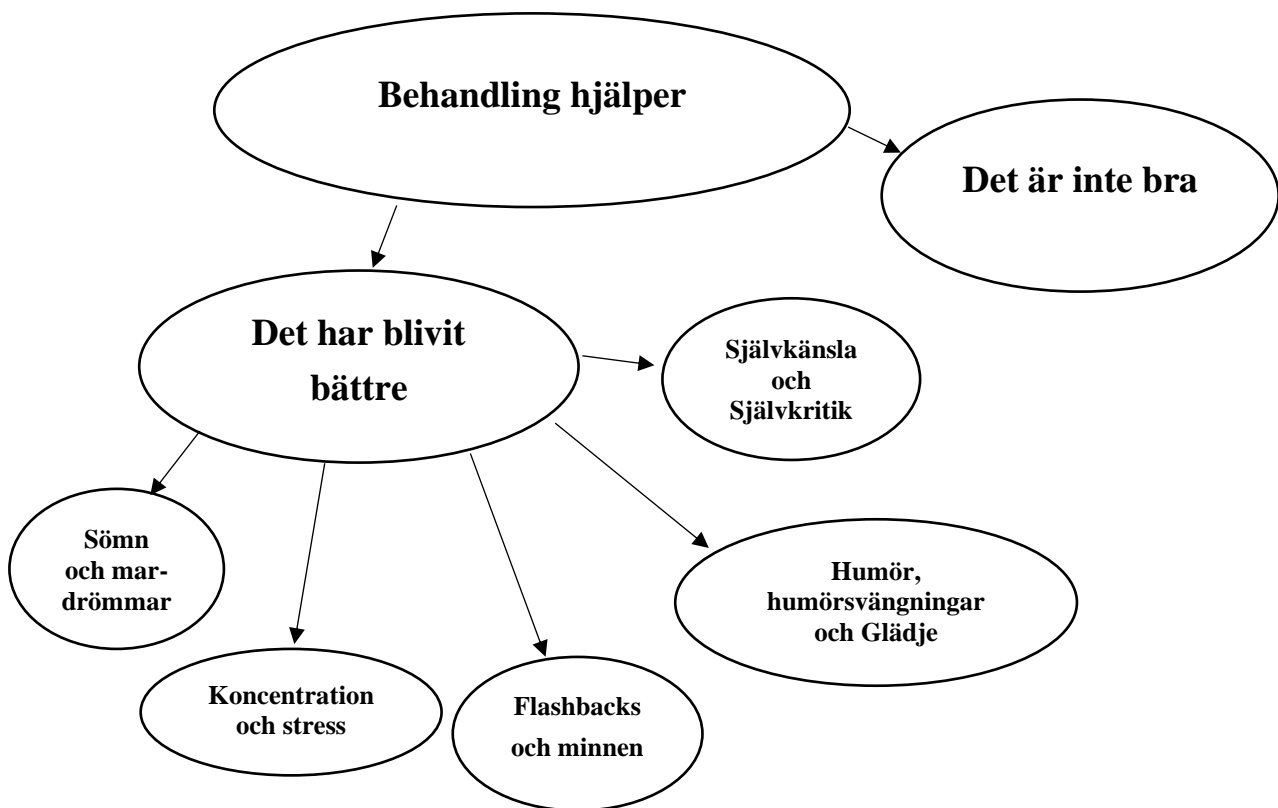 Behandling hjälper
Det är inte bra
Det har blivit
bättre
Självkänsla
och
Självkritik
Sömn
och mar-
drömmar
Humör,
humörsvängningar
och Glädje
Koncentration
och stress
Flashbacks
och minnen